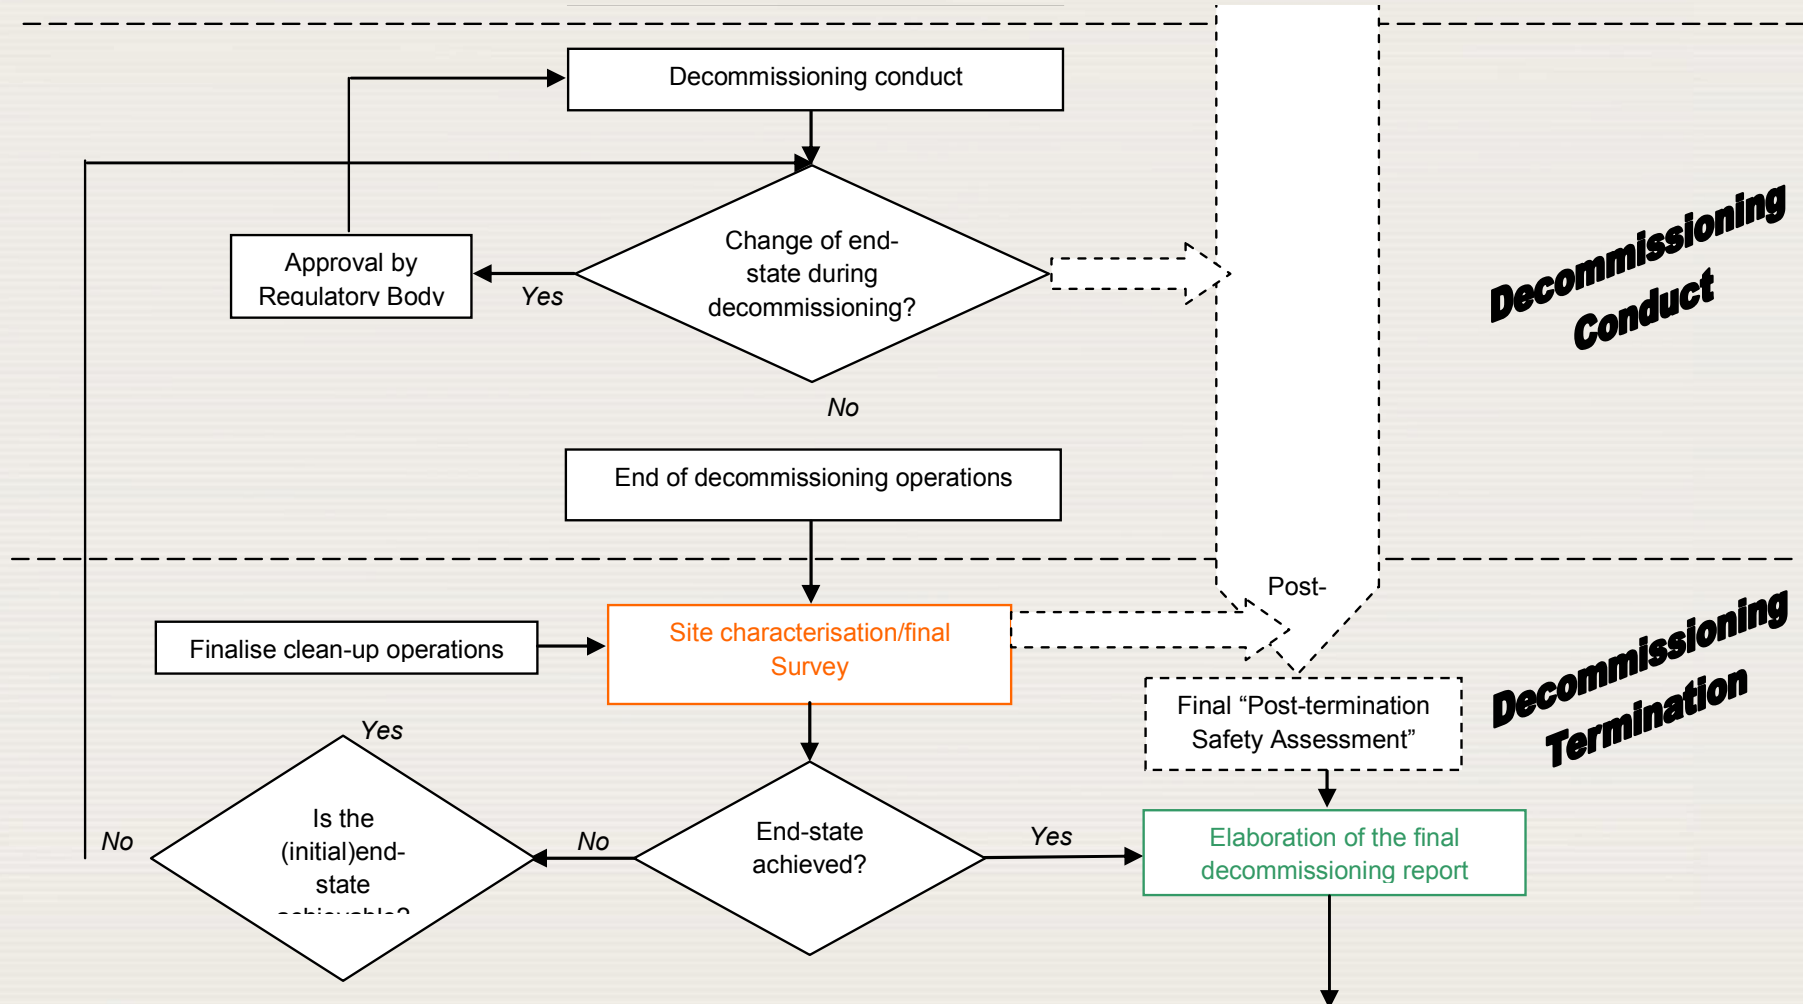 Decommissioning conduct
Change of end-
state during
decommissioning?
Approval by
Regulatory Body
Yes
No
Decommissioning
Conduct
End of decommissioning operations
Post-
Finalise clean-up operations
Site characterisation/final
Survey
Final “Post-termination
Safety Assessment”
Decommissioning
Termination
Yes
Is the
(initial)end-
state
achievable?
No
No
End-state
achieved?
Yes
Elaboration of the final
decommissioning report